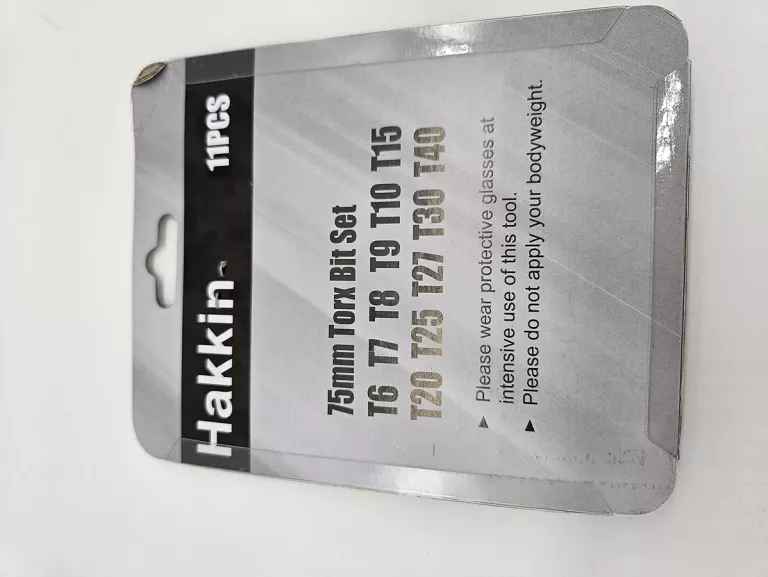 Hakkin 11PCS
75mm Torx Bit Set
T6 T7 T8 T9 T10 T15
T20 T25 T27 T30 T40
► Please wear protective glasses at
intensive use of this tool.
► Please do not apply your bodyweight.